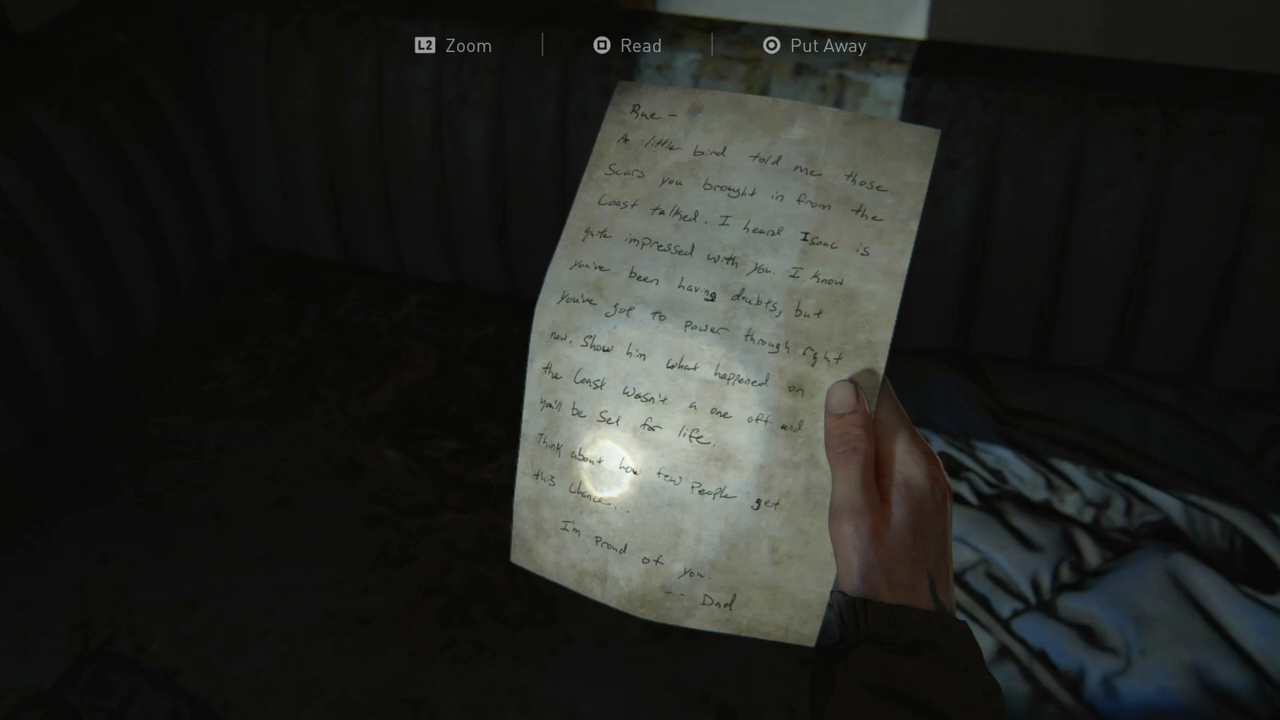 L2 Zoom
Read
Put Away
Rue -
A little bird told me those
Scars you brought in from the
Coast talked. I heard Isaac is
quite impressed with you. I know
you've been having doubts, but
you've got to power through right
now. Show him what happened on
the Coast wasn't a one off and
you'll be set for life.
Think about how few people get
this chance...
I'm proud of you.
-- Dad